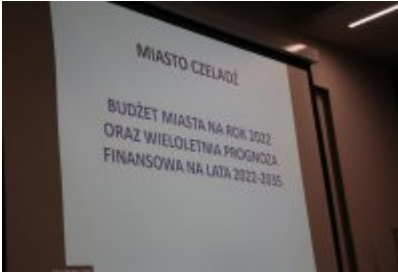 MIASTO CZELADŹ
BUDŻET MIASTA NA ROK 2022
ORAZ WIELOLETNIA PROGNOZA
FINANSOWA NA LATA 2022-2035